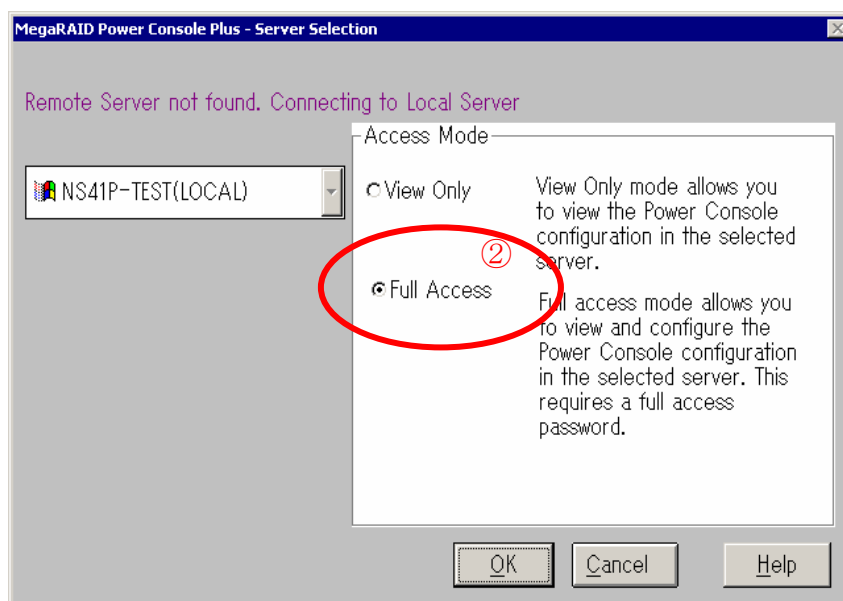 MegaRAID Power Console Plus - Server Selection
Remote Server not found. Connecting to Local Server
Access Mode
NS41P-TEST(LOCAL)
View Only
View Only mode allows you
to view the Power Console
configuration in the selected
server.
②
Full Access
Full access mode allows you
to view and configure the
Power Console configuration
in the selected server. This
requires a full access
password.
OK
Cancel
Help